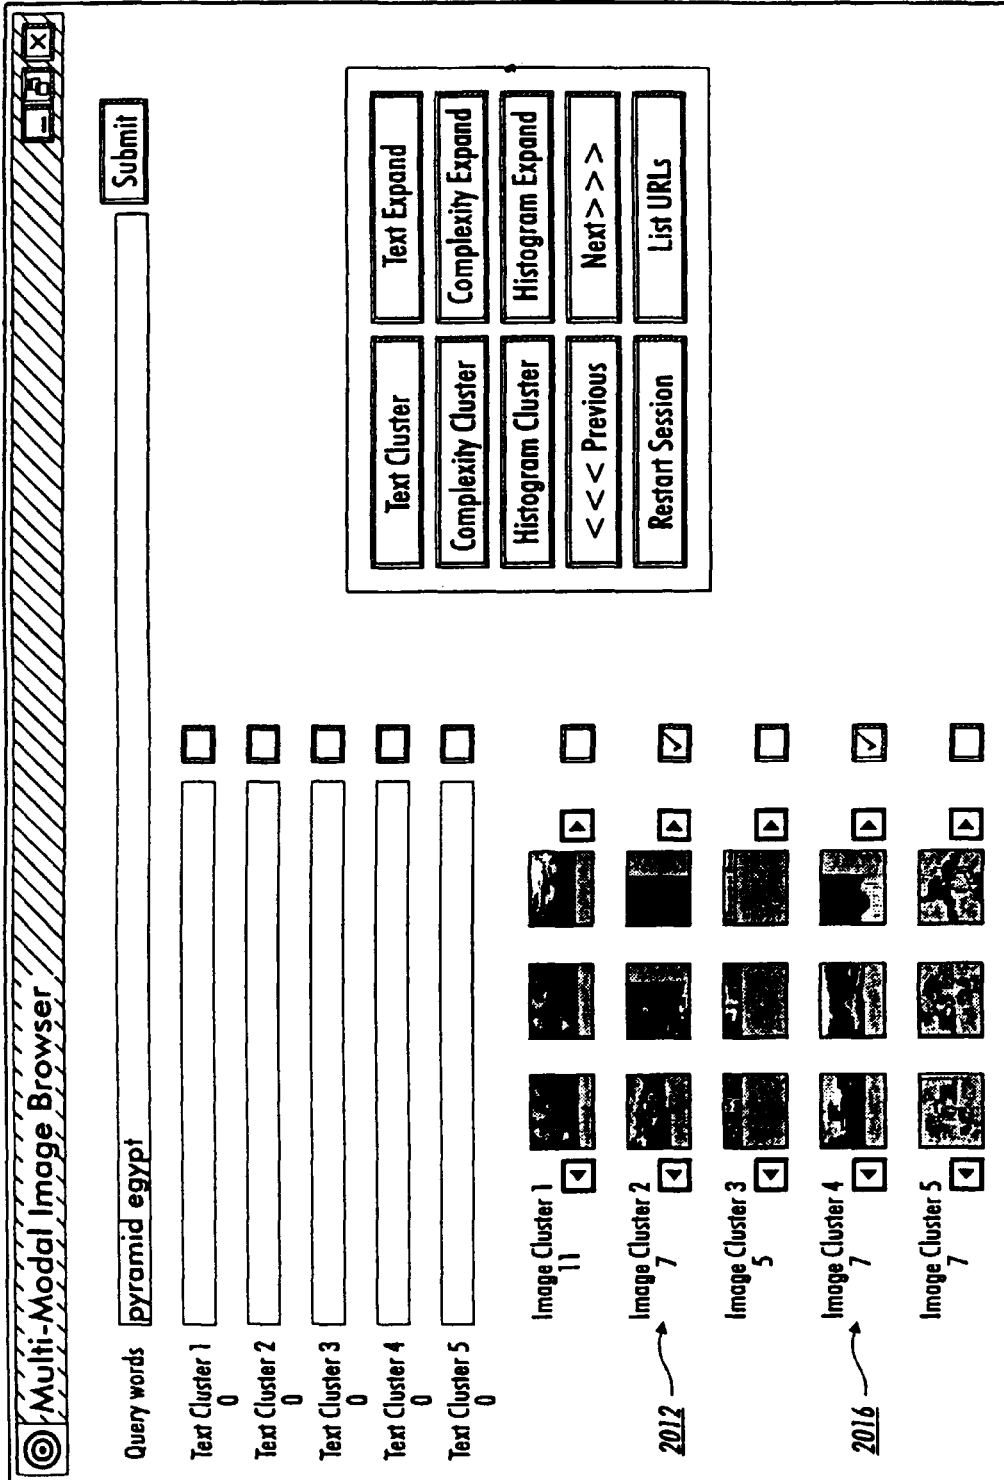 Multi-Modal Image Browser
Query words pyramid egypt Submit
Text Cluster 1
0
Text Cluster 2
0
Text Cluster 3
0
Text Cluster 4
0
Text Cluster 5
0
Text Cluster Text Expand
Complexity Cluster Complexity Expand
Histogram Cluster Histogram Expand
< < < Previous Next > > >
Restart Session List URLs
Image Cluster 1
11
Image Cluster 2
7
2012
Image Cluster 3
5
Image Cluster 4
7
2016
Image Cluster 5
7